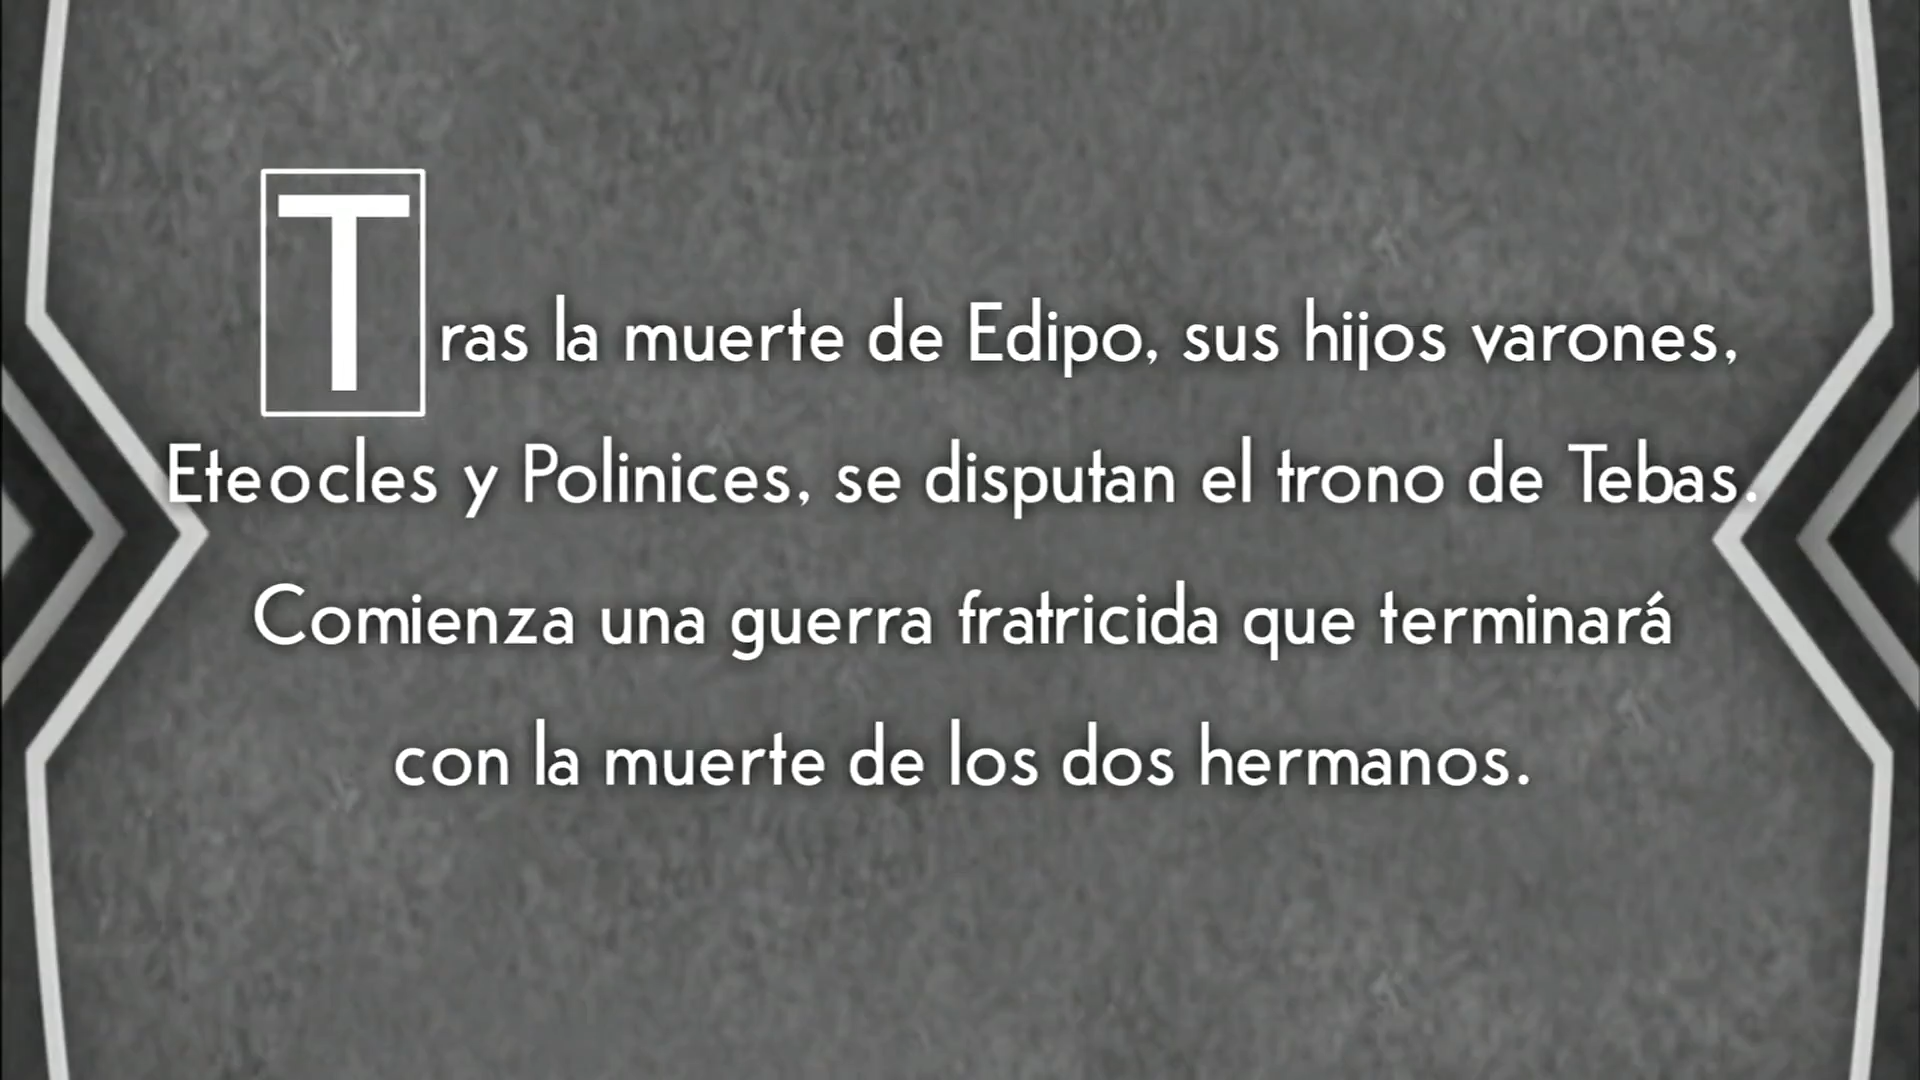 Tras la muerte de Edipo, sus hijos varones,
Eteocles y Polinices, se disputan el trono de Tebas.
Comienza una guerra fratricida que terminará
con la muerte de los dos hermanos.